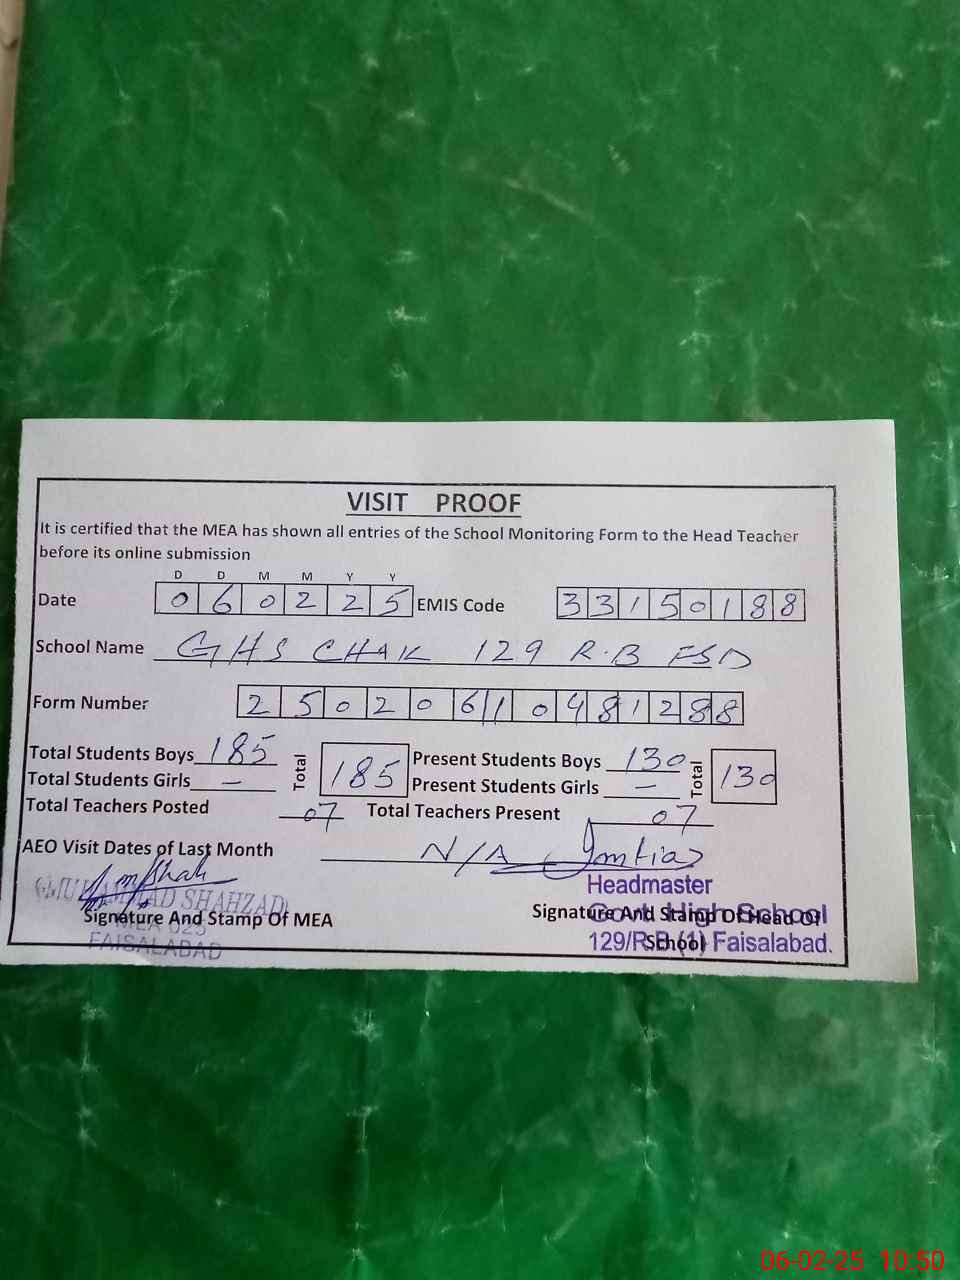 VISIT PROOF
It is certified that the MEA has shown all entries of the School Monitoring Form to the Head Teacher
before its online submission
D D M M Y Y
Date 0 6 0 2 2 5 EMIS Code 3 3 1 5 0 1 8 8
School Name GHS CHAK 129 R.B FSD
Form Number 2 5 0 2 0 6 1 0 4 8 1 2 8 8
Total Students Boys 185 Total 185 Present Students Boys 130 Total 130
Total Students Girls - Present Students Girls -
Total Teachers Posted 07 Total Teachers Present 07
AEO Visit Dates of Last Month N/A Imtiaz
Headmaster
MUHAMMAD SHAHZAD
Signature And Stamp Of MEA Signature And Stamp Of Head Of
School
Govt. High School
MEA 023
FAISALABAD
129/R.B (1) Faisalabad.
06-02-25 10:50